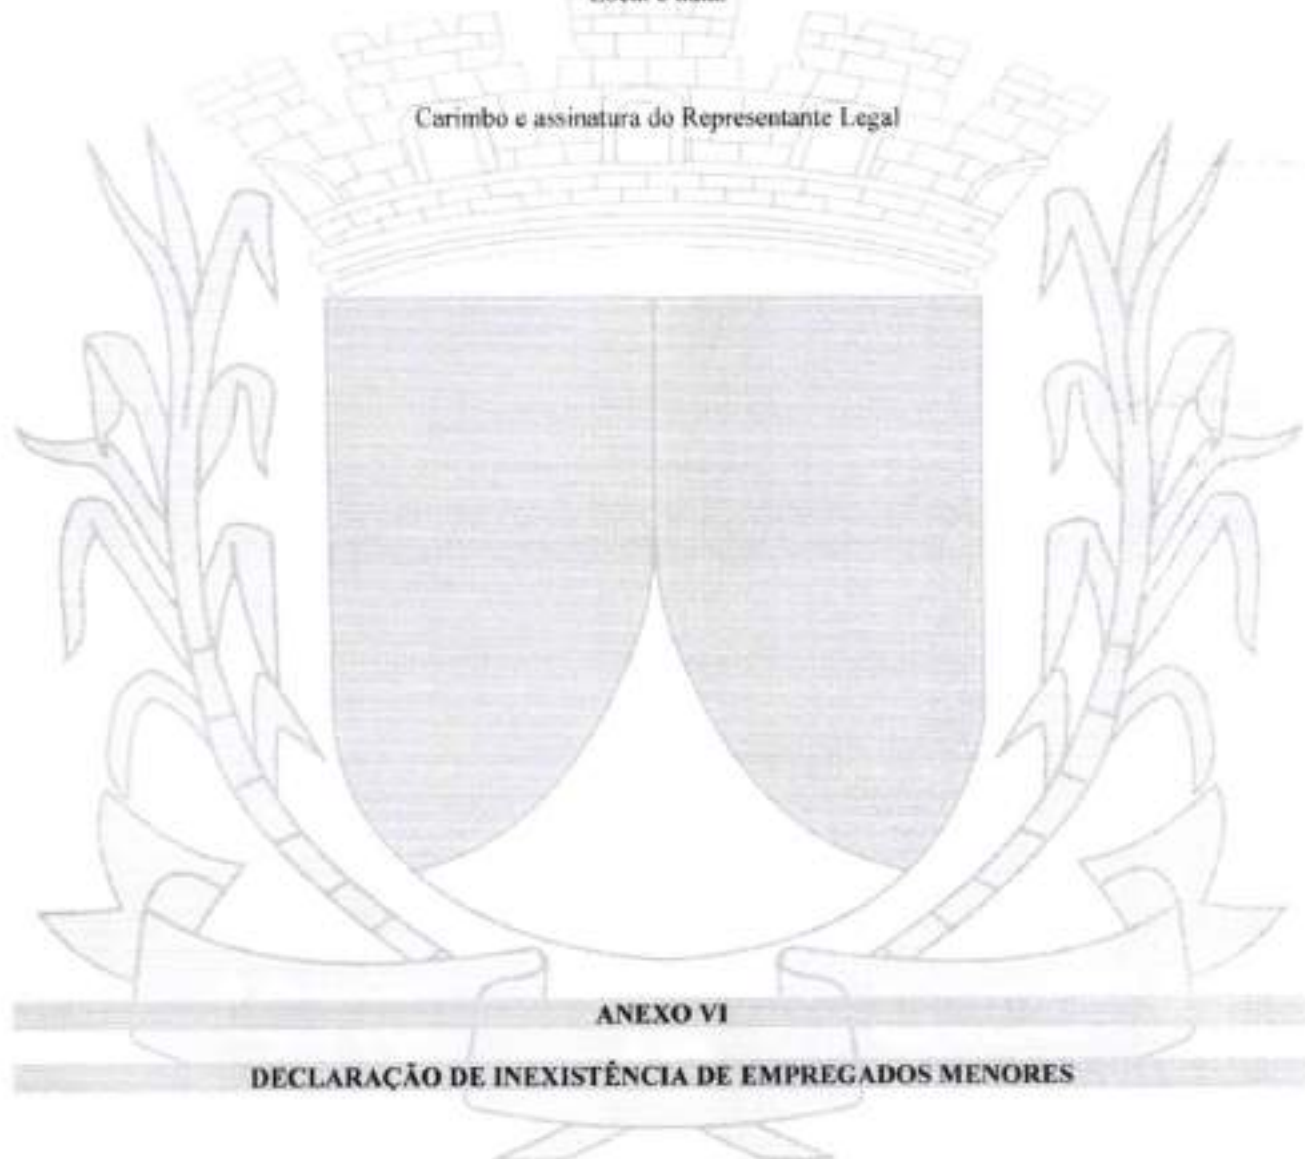 Carimbo e assinatura do Representante Legal
ANEXO VI
DECLARAÇÃO DE INEXISTÊNCIA DE EMPREGADOS MENORES